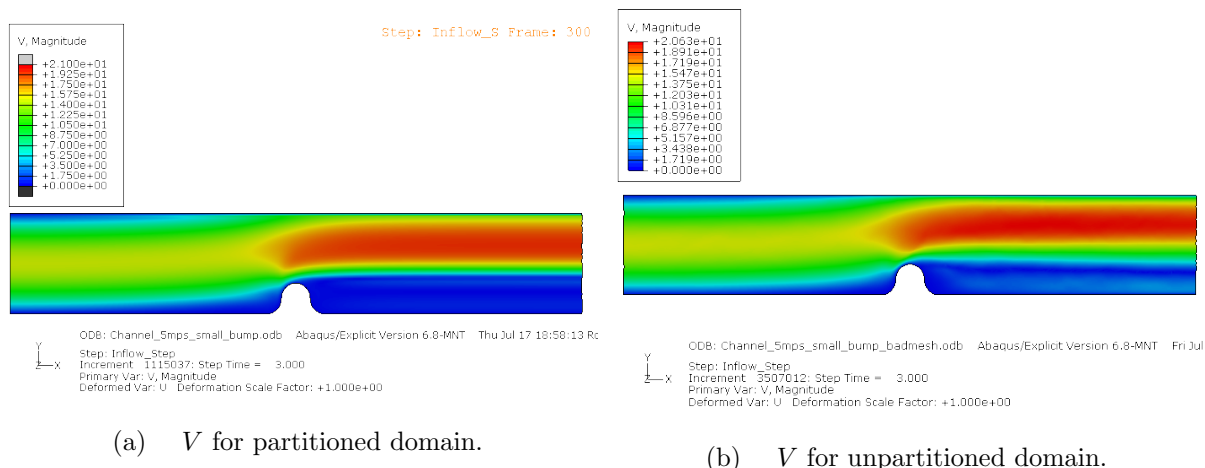 Step: Inflow_S Frame: 300
V, Magnitude
+2.100e+01
+1.925e+01
+1.750e+01
+1.575e+01
+1.400e+01
+1.225e+01
+1.050e+01
+8.750e+00
+7.000e+00
+5.250e+00
+3.500e+00
+1.750e+00
+0.000e+00
Y
Z X
ODB: Channel_5mps_small_bump.odb Abaqus/Explicit Version 6.8-MNT Thu Jul 17 18:58:13
Step: Inflow_Step
Increment 1115037: Step Time = 3.000
Primary Var: V, Magnitude
Deformed Var: U Deformation Scale Factor: +1.000e+00
(a) V for partitioned domain.
V, Magnitude
+2.063e+01
+1.891e+01
+1.719e+01
+1.547e+01
+1.375e+01
+1.203e+01
+1.031e+01
+8.596e+00
+6.877e+00
+5.157e+00
+3.438e+00
+1.719e+00
+0.000e+00
Y
Z X
ODB: Channel_5mps_small_bump_badmesh.odb Abaqus/Explicit Version 6.8-MNT Fri Jul
Step: Inflow_Step
Increment 3507012: Step Time = 3.000
Primary Var: V, Magnitude
Deformed Var: U Deformation Scale Factor: +1.000e+00
(b) V for unpartitioned domain.